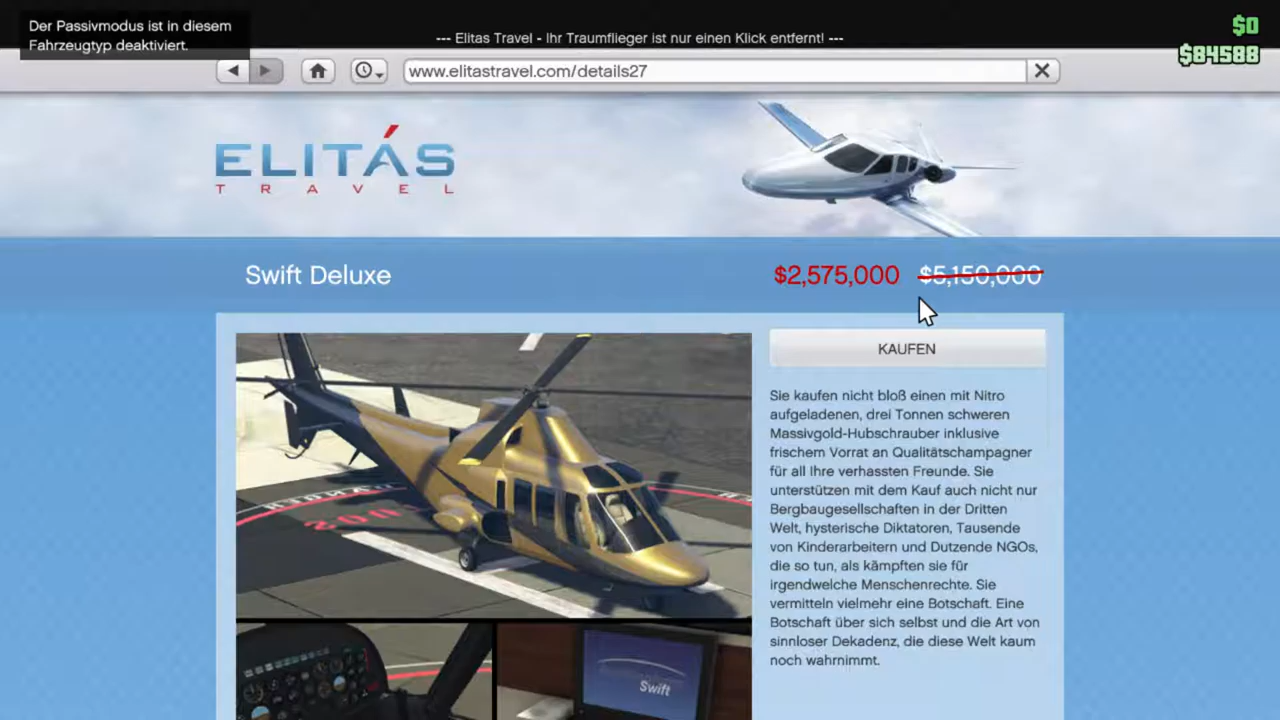 Der Passivmodus ist in diesem
Fahrzeugtyp deaktiviert.
--- Elitas Travel - Ihr Traumflieger ist nur einen Klick entfernt! ---
$0
$84588
www.elitastravel.com/details27
ELITÁS
TRAVEL
Swift Deluxe
$2,575,000 $5,150,000
KAUFEN
Sie kaufen nicht bloß einen mit Nitro
aufgeladenen, drei Tonnen schweren
Massivgold-Hubschrauber inklusive
frischem Vorrat an Qualitätschampagner
für all Ihre verhassten Freunde. Sie
unterstützen mit dem Kauf auch nicht nur
Bergbaugesellschaften in der Dritten
Welt, hysterische Diktatoren, Tausende
von Kinderarbeitern und Dutzende NGOs,
die so tun, als kämpften sie für
irgendwelche Menschenrechte. Sie
vermitteln vielmehr eine Botschaft. Eine
Botschaft über sich selbst und die Art von
sinnloser Dekadenz, die diese Welt kaum
noch wahrnimmt.
Swift